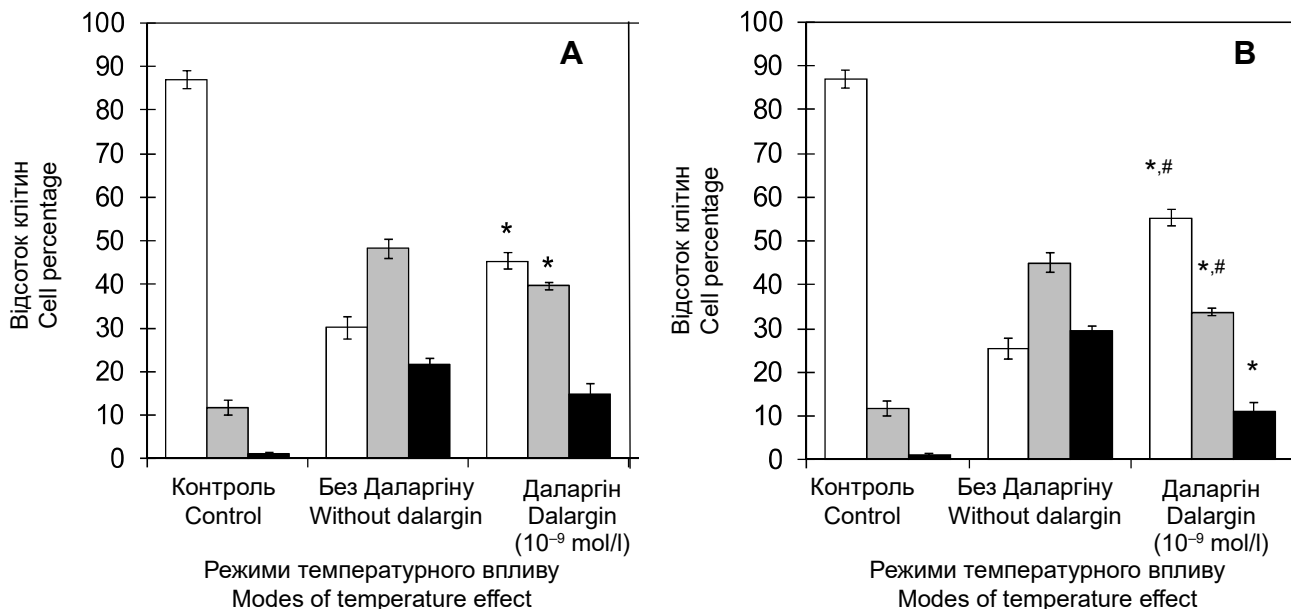 A
Відсоток клітин
Cell percentage
100
90
80
70
60
50
40
30
20
10
0
*
*
Контроль
Control
Без Даларгіну
Without dalargin
Даларгін
Dalargin
(10⁻⁹ mol/l)
Режими температурного впливу
Modes of temperature effect
B
Відсоток клітин
Cell percentage
100
90
80
70
60
50
40
30
20
10
0
*,#
*,#
*
Контроль
Control
Без Даларгіну
Without dalargin
Даларгін
Dalargin
(10⁻⁹ mol/l)
Режими температурного впливу
Modes of temperature effect